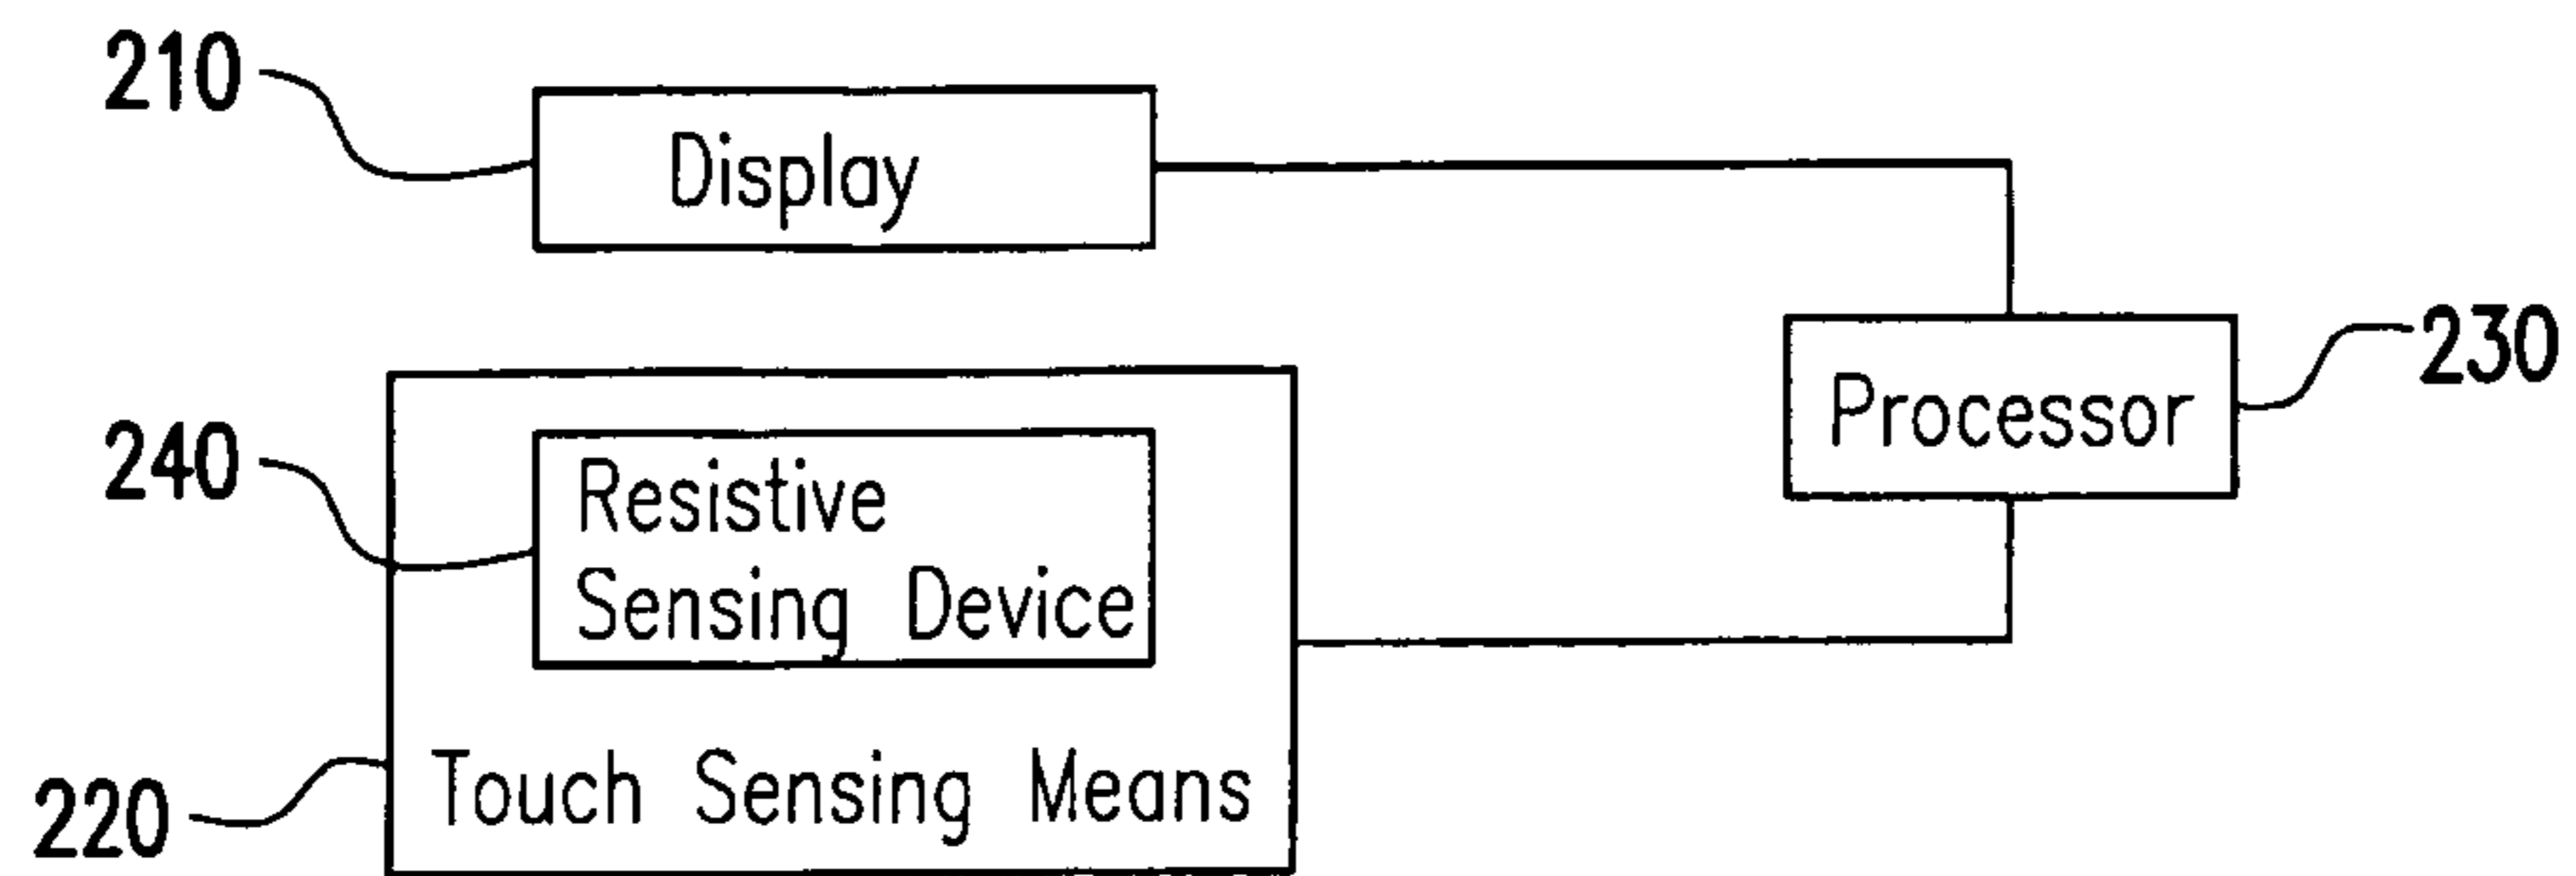 210
Display
230
Processor
240
Resistive
Sensing Device
220
Touch Sensing Means